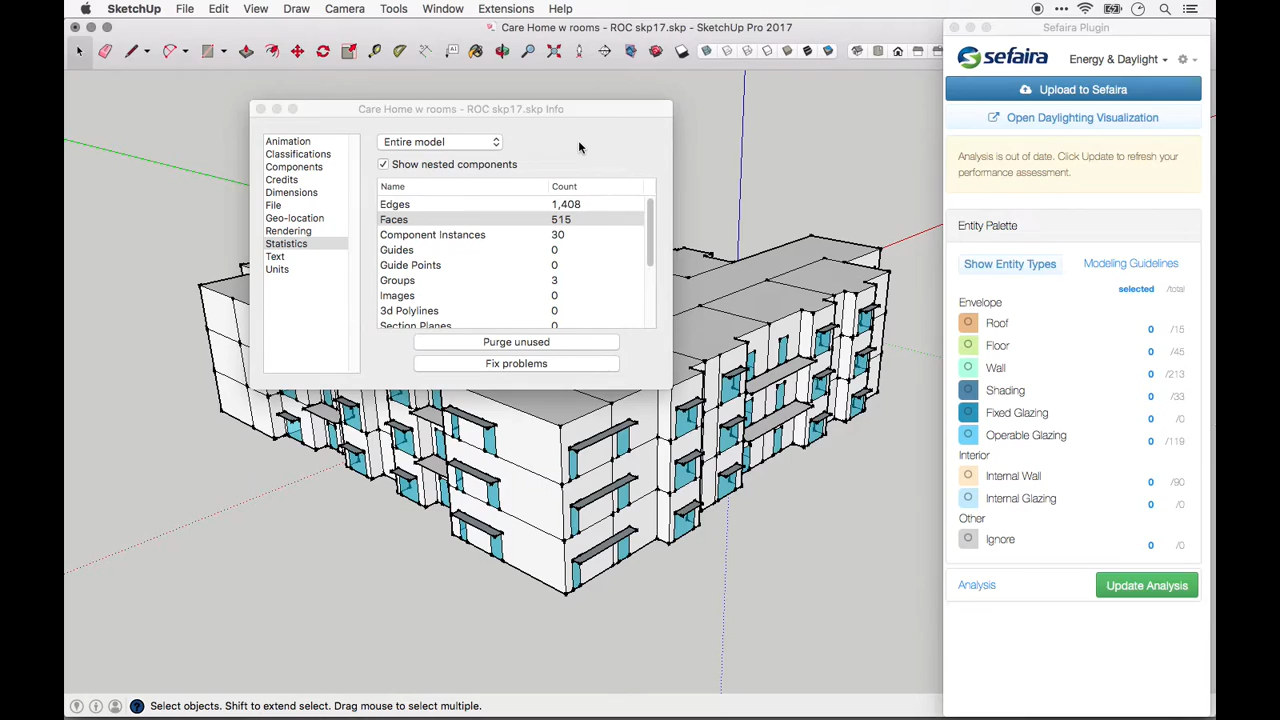 SketchUp File Edit View Draw Camera Tools Window Extensions Help
Care Home w rooms - ROC skp17.skp - SketchUp Pro 2017
Sefaira Plugin
sefaira Energy & Daylight
Upload to Sefaira
Open Daylighting Visualization
Analysis is out of date. Click Update to refresh your
performance assessment.
Entity Palette
Show Entity Types Modeling Guidelines
selected /total
Envelope
Roof 0 /15
Floor 0 /45
Wall 0 /213
Shading 0 /33
Fixed Glazing 0 /0
Operable Glazing 0 /119
Interior
Internal Wall 0 /90
Internal Glazing 0 /0
Other
Ignore 0 /0
Analysis Update Analysis
Care Home w rooms - ROC skp17.skp Info
Animation
Classifications
Components
Credits
Dimensions
File
Geo-location
Rendering
Statistics
Text
Units
Entire model
Show nested components
Name Count
Edges 1,408
Faces 515
Component Instances 30
Guides 0
Guide Points 0
Groups 3
Images 0
3d Polylines 0
Section Planes 0
Purge unused
Fix problems
Select objects. Shift to extend select. Drag mouse to select multiple.